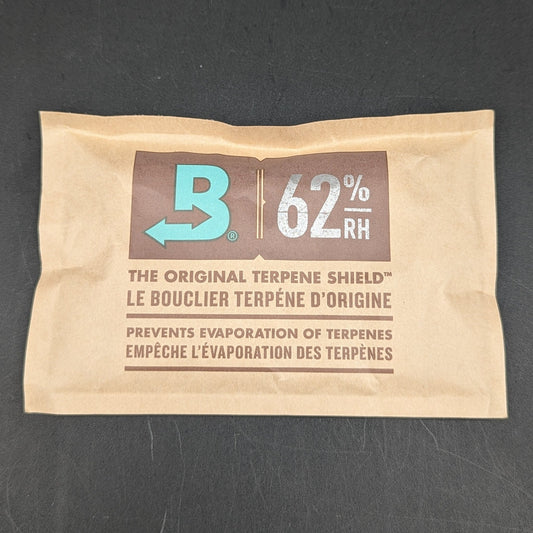 B® 62% RH
THE ORIGINAL TERPENE SHIELD™
LE BOUCLIER TERPÉNE D'ORIGINE
PREVENTS EVAPORATION OF TERPENES
EMPÊCHE L'ÉVAPORATION DES TERPÈNES